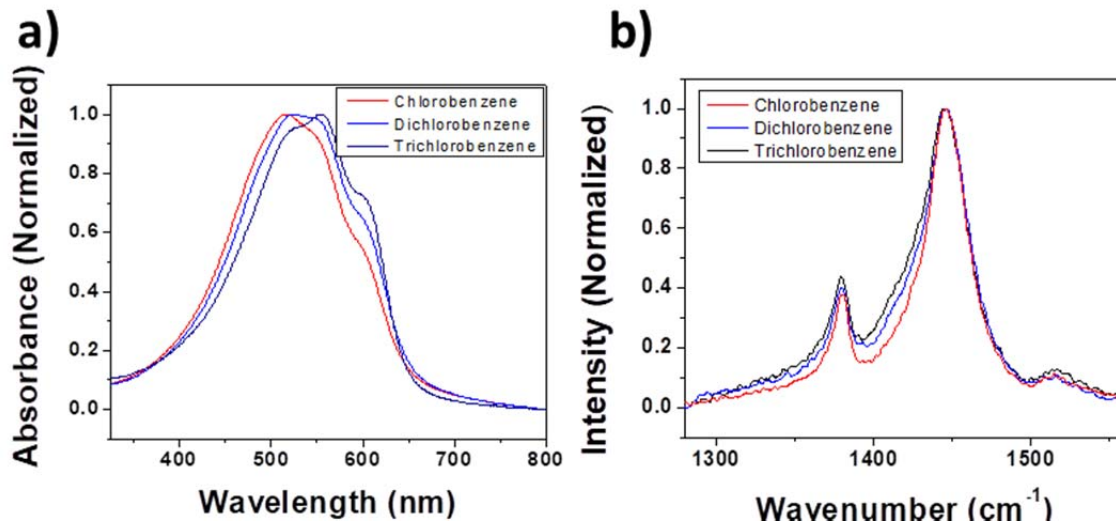 a)
Absorbance (Normalized)
1.0
0.8
0.6
0.4
0.2
0.0
Chlorobenzene
Dichlorobenzene
Trichlorobenzene
400 500 600 700 800
Wavelength (nm)
b)
Intensity (Normalized)
1.0
0.8
0.6
0.4
0.2
0.0
Chlorobenzene
Dichlorobenzene
Trichlorobenzene
1300 1400 1500
Wavenumber (cm⁻¹)